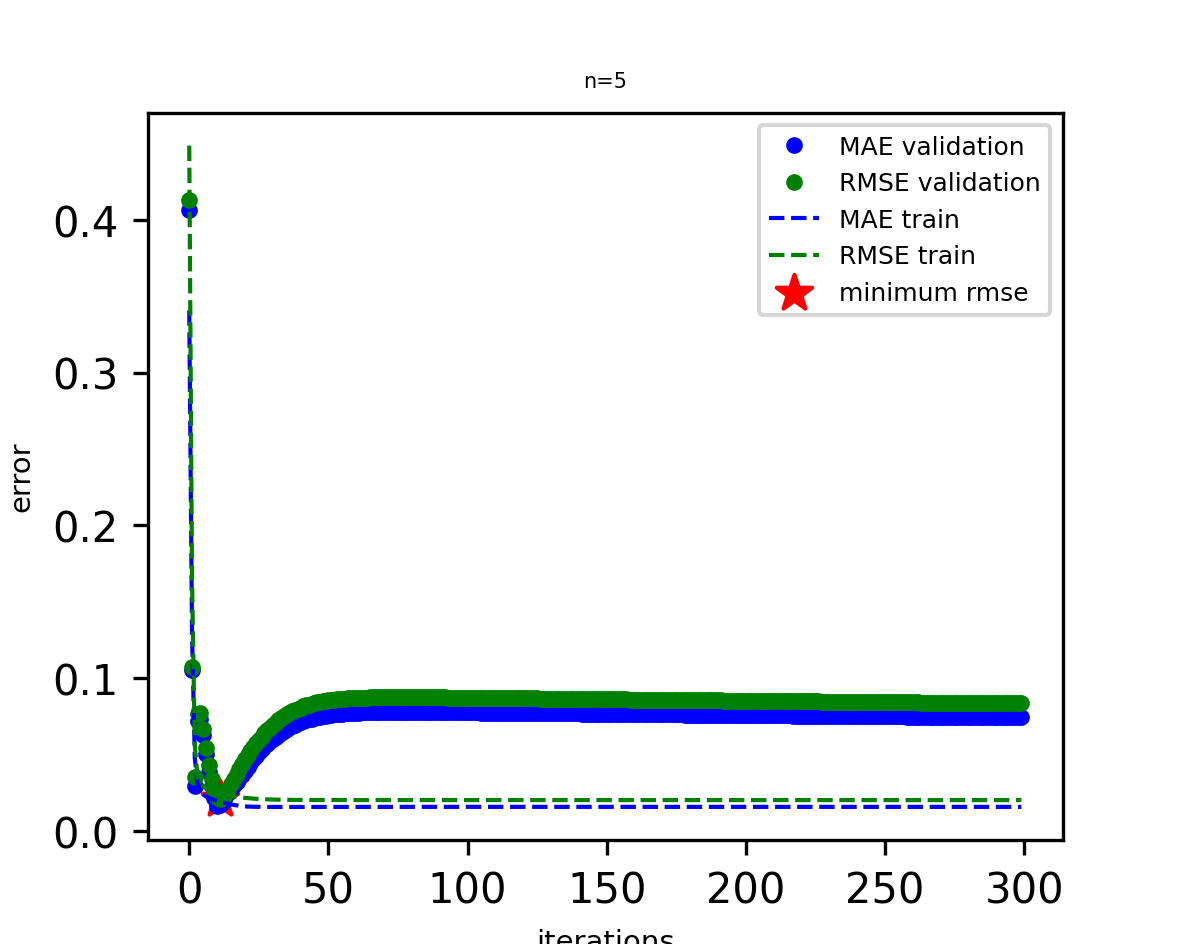 n=5
MAE validation
RMSE validation
MAE train
RMSE train
minimum rmse
error
0.4
0.3
0.2
0.1
0.0
0 50 100 150 200 250 300
iterations